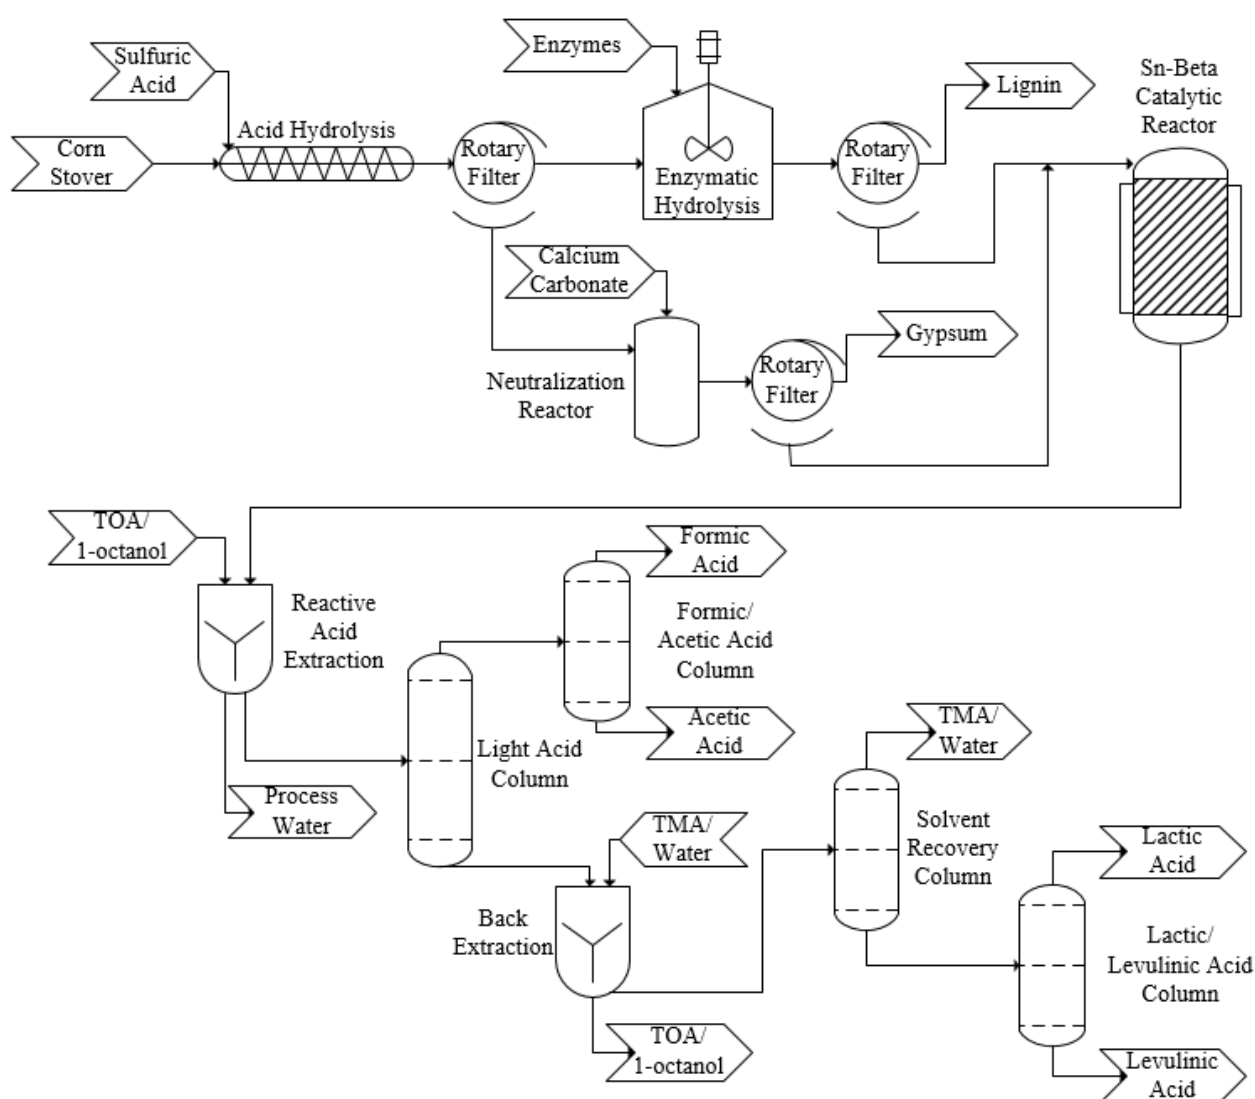 Sulfuric
Acid
Corn
Stover
Acid Hydrolysis
Rotary
Filter
Enzymes
Enzymatic
Hydrolysis
Rotary
Filter
Lignin
Sn-Beta
Catalytic
Reactor
Calcium
Carbonate
Neutralization
Reactor
Rotary
Filter
Gypsum
TOA/
1-octanol
Reactive
Acid
Extraction
Process
Water
Light Acid
Column
Formic
Acid
Formic/
Acetic Acid
Column
Acetic
Acid
TMA/
Water
Back
Extraction
TOA/
1-octanol
TMA/
Water
Solvent
Recovery
Column
Lactic
Acid
Lactic/
Levulinic Acid
Column
Levulinic
Acid